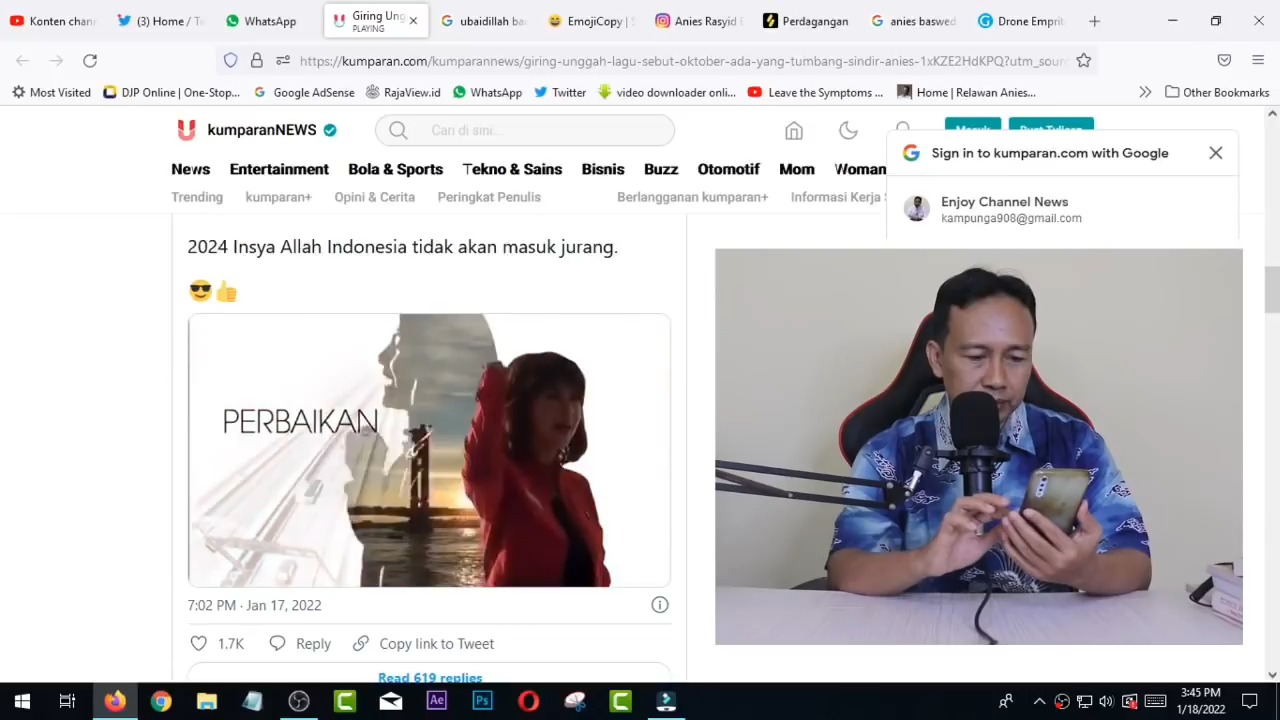 Konten chan
(3) Home / T
WhatsApp
Giring Ung
PLAYING
ubaidillah ba
EmojiCopy |
Anies Rasyid
Perdagangan
anies baswed
Drone Empri
https://kumparan.com/kumparannews/giring-unggah-lagu-sebut-oktober-ada-yang-tumbang-sindir-anies-1xKZE2HdKPQ?utm_sour
Most Visited
DJP Online | One-Stop...
Google AdSense
RajaView.id
WhatsApp
Twitter
video downloader onli...
Leave the Symptoms ...
Home | Relawan Anies...
Other Bookmarks
kumparanNEWS
Cari di sini...
Masuk
Buat Tulisan
Sign in to kumparan.com with Google
News Entertainment Bola & Sports Tekno & Sains Bisnis Buzz Otomotif Mom Woman
Trending kumparan+ Opini & Cerita Peringkat Penulis Berlangganan kumparan+ Informasi Kerja
Enjoy Channel News
kampunga908@gmail.com
2024 Insya Allah Indonesia tidak akan masuk jurang.
😎👍
PERBAIKAN
7:02 PM · Jan 17, 2022
1.7K Reply Copy link to Tweet
Read 619 replies
Ae
Ps
3:45 PM
1/18/2022